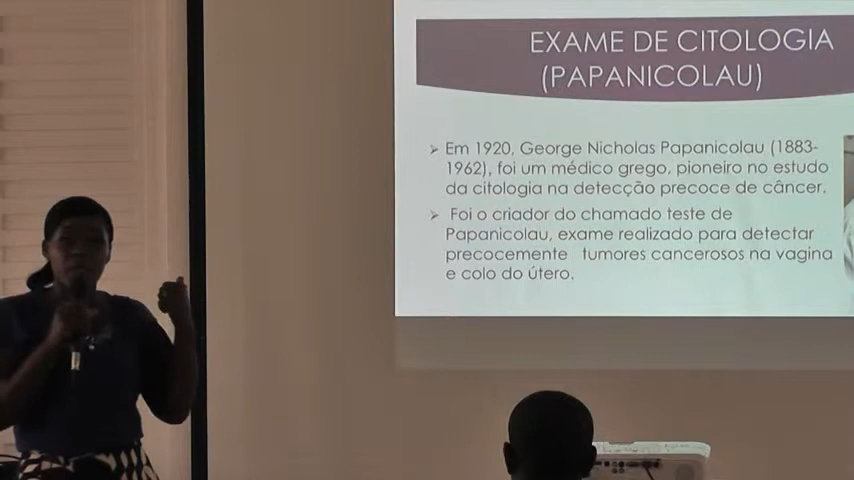 EXAME DE CITOLOGIA
(PAPANICOLAU)
Em 1920, George Nicholas Papanicolau (1883-
1962), foi um médico grego, pioneiro no estudo
da citologia na detecção precoce de câncer.
Foi o criador do chamado teste de
Papanicolau, exame realizado para detectar
precocemente tumores cancerosos na vagina
e colo do útero.